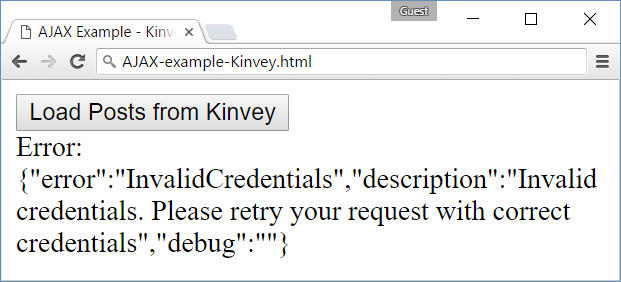 Guest
AJAX Example - Kinv
AJAX-example-Kinvey.html
Load Posts from Kinvey
Error:
{"error":"InvalidCredentials","description":"Invalid
credentials. Please retry your request with correct
credentials","debug":""}